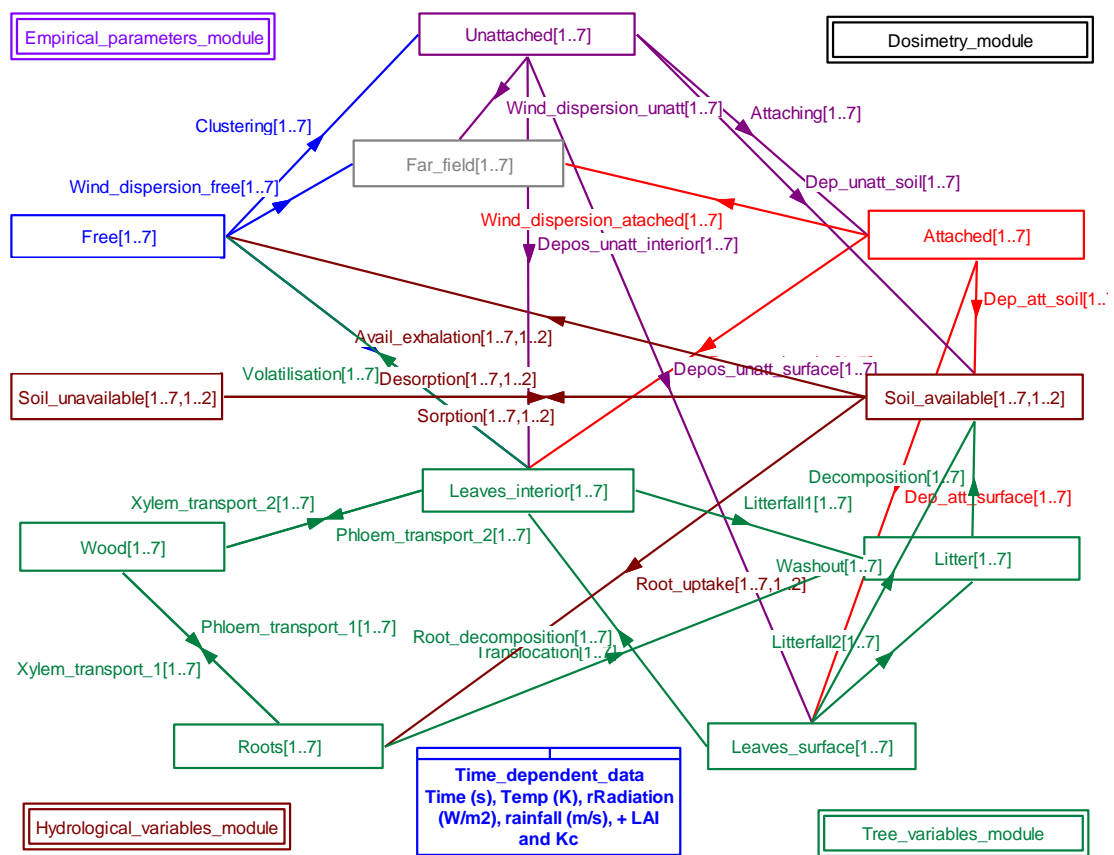 Empirical_parameters_module
Unattached[1..7]
Dosimetry_module
Wind_dispersion_unatt[1..7]
Attaching[1..7]
Clustering[1..7]
Far_field[1..7]
Wind_dispersion_free[1..7]
Dep_unatt_soil[1..7]
Wind_dispersion_atached[1..7]
Free[1..7]
Depos_unatt_interior[1..7]
Attached[1..7]
Dep_att_soil[1..7
Avail_exhalation[1..7,1..2]
Volatilisation[1..7]
Desorption[1..7,1..2]
Depos_unatt_surface[1..7]
Soil_unavailable[1..7,1..2]
Soil_available[1..7,1..2]
Sorption[1..7,1..2]
Xylem_transport_2[1..7]
Leaves_interior[1..7]
Decomposition[1..7]
Litterfall1[1..7]
Dep_att_surface[1..7]
Phloem_transport_2[1..7]
Wood[1..7]
Washout[1..7]
Litter[1..7]
Root_uptake[1..7,1..2]
Phloem_transport_1[1..7]
Root_decomposition[1..7]
Translocation[1..7]
Litterfall2[1..7]
Xylem_transport_1[1..7]
Roots[1..7]
Leaves_surface[1..7]
Time_dependent_data
Time (s), Temp (K), rRadiation
(W/m2), rainfall (m/s), + LAI
and Kc
Hydrological_variables_module
Tree_variables_module